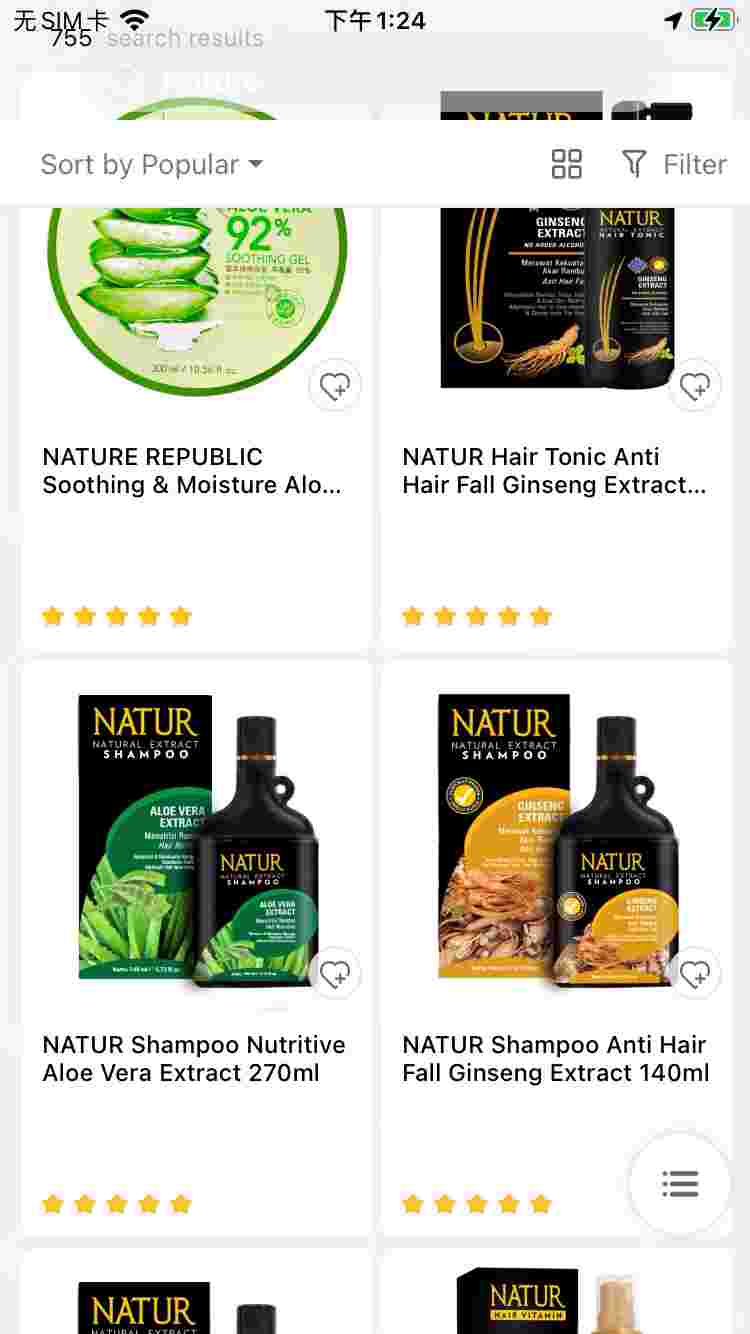 无SIM卡
下午1:24
755 search results
NATUR
Sort by Popular
Filter
ALOE VERA
92%
SOOTHING GEL
300 ml / 10.56 fl. oz.
GINSENG
EXTRACT
NATUR
NATURAL EXTRACT
HAIR TONIC
GINSENG
EXTRACT
NATURE REPUBLIC
Soothing & Moisture Alo...
NATUR Hair Tonic Anti
Hair Fall Ginseng Extract...
NATUR
NATURAL EXTRACT
SHAMPOO
ALOE VERA
EXTRACT
NATUR
NATURAL EXTRACT
SHAMPOO
ALOE VERA
EXTRACT
NATUR
NATURAL EXTRACT
SHAMPOO
GINSENG
EXTRACT
NATUR
NATURAL EXTRACT
SHAMPOO
GINSENG
EXTRACT
NATUR Shampoo Nutritive
Aloe Vera Extract 270ml
NATUR Shampoo Anti Hair
Fall Ginseng Extract 140ml
NATUR
NATURAL EXTRACT
NATUR
HAIR VITAMIN